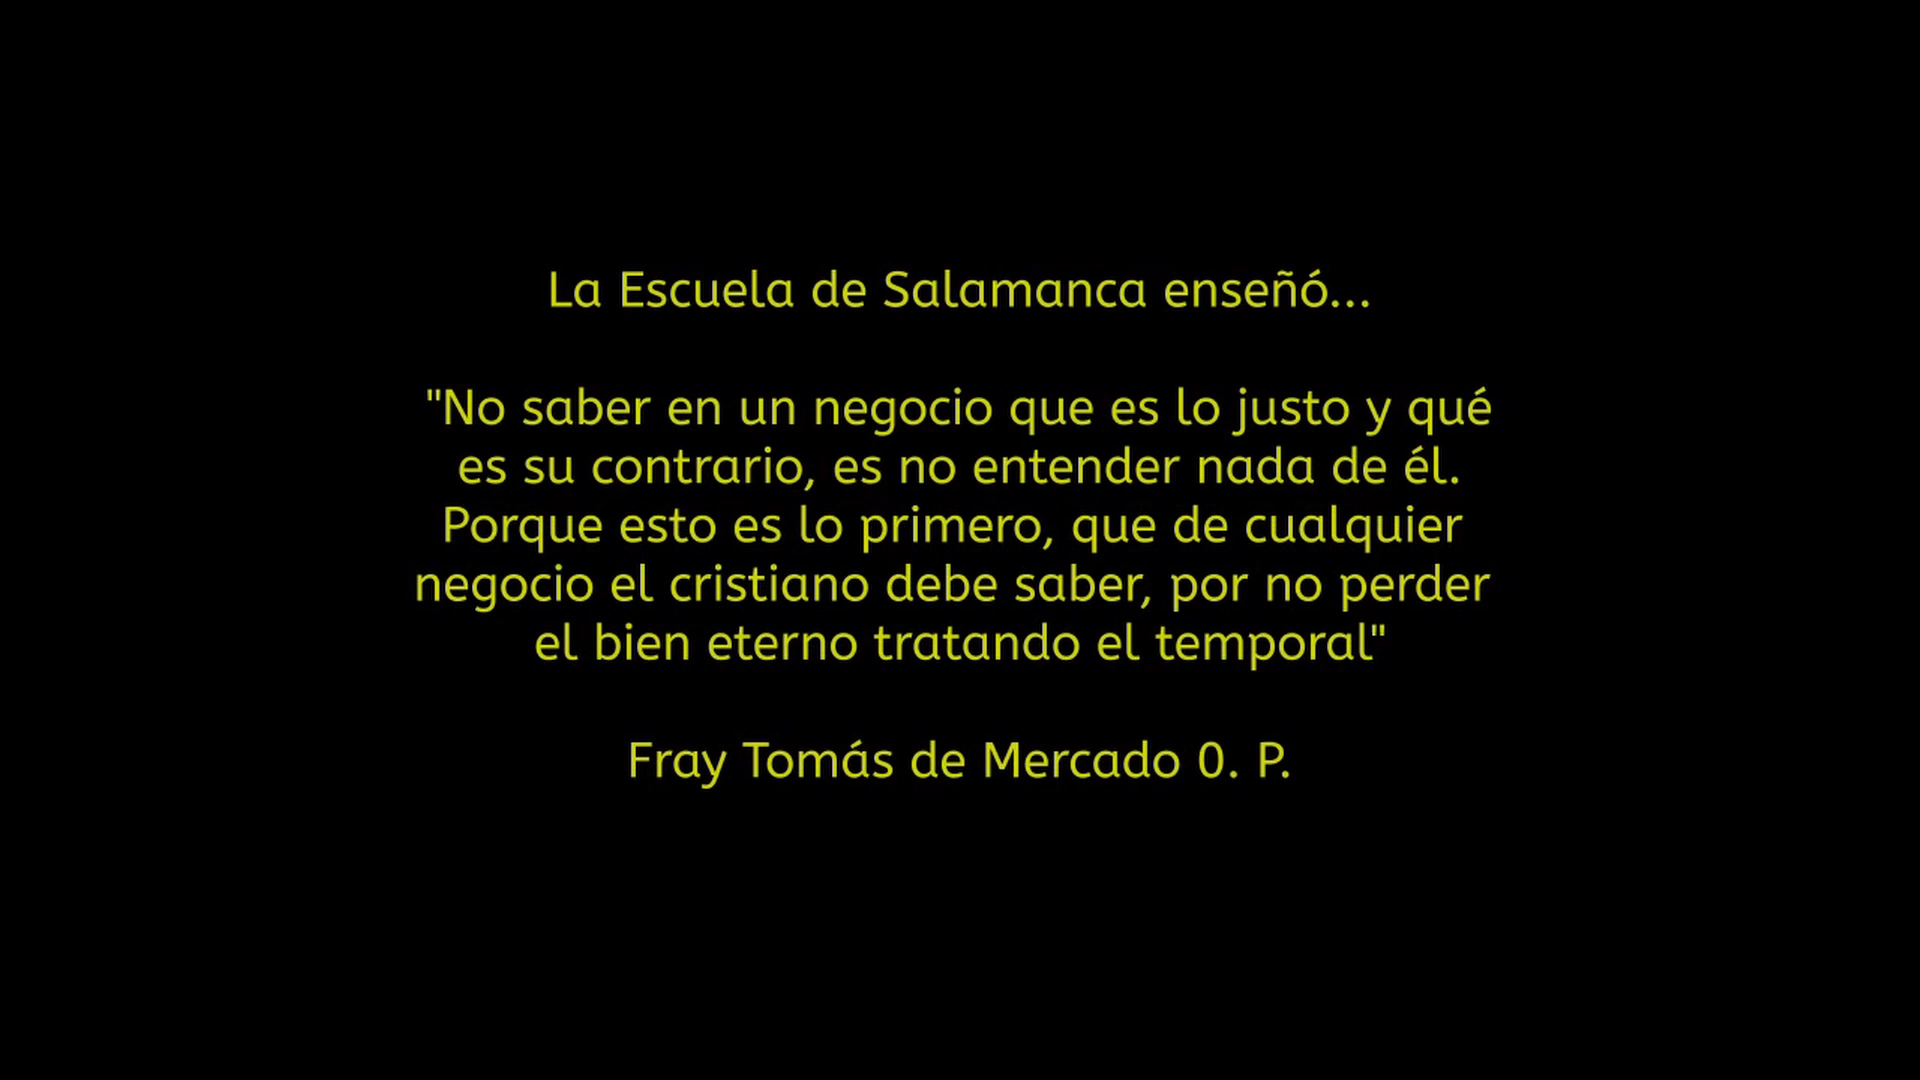 La Escuela de Salamanca enseñó...
"No saber en un negocio que es lo justo y qué
es su contrario, es no entender nada de él.
Porque esto es lo primero, que de cualquier
negocio el cristiano debe saber, por no perder
el bien eterno tratando el temporal"
Fray Tomás de Mercado 0. P.